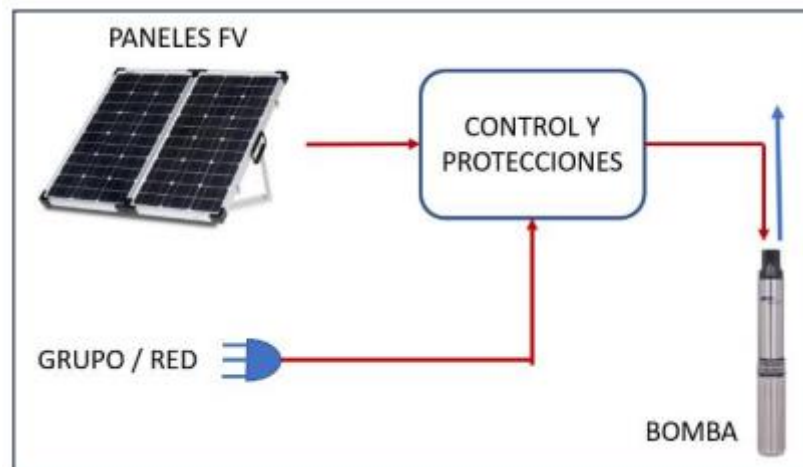 PANELES FV
CONTROL Y
PROTECCIONES
GRUPO / RED
BOMBA